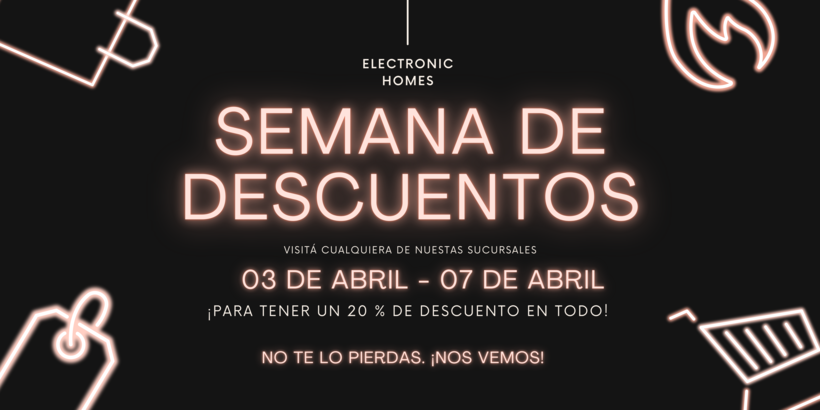 ELECTRONIC
HOMES
SEMANA DE
DESCUENTOS
VISITÁ CUALQUIERA DE NUESTAS SUCURSALES
03 DE ABRIL - 07 DE ABRIL
¡PARA TENER UN 20 % DE DESCUENTO EN TODO!
NO TE LO PIERDAS. ¡NOS VEMOS!